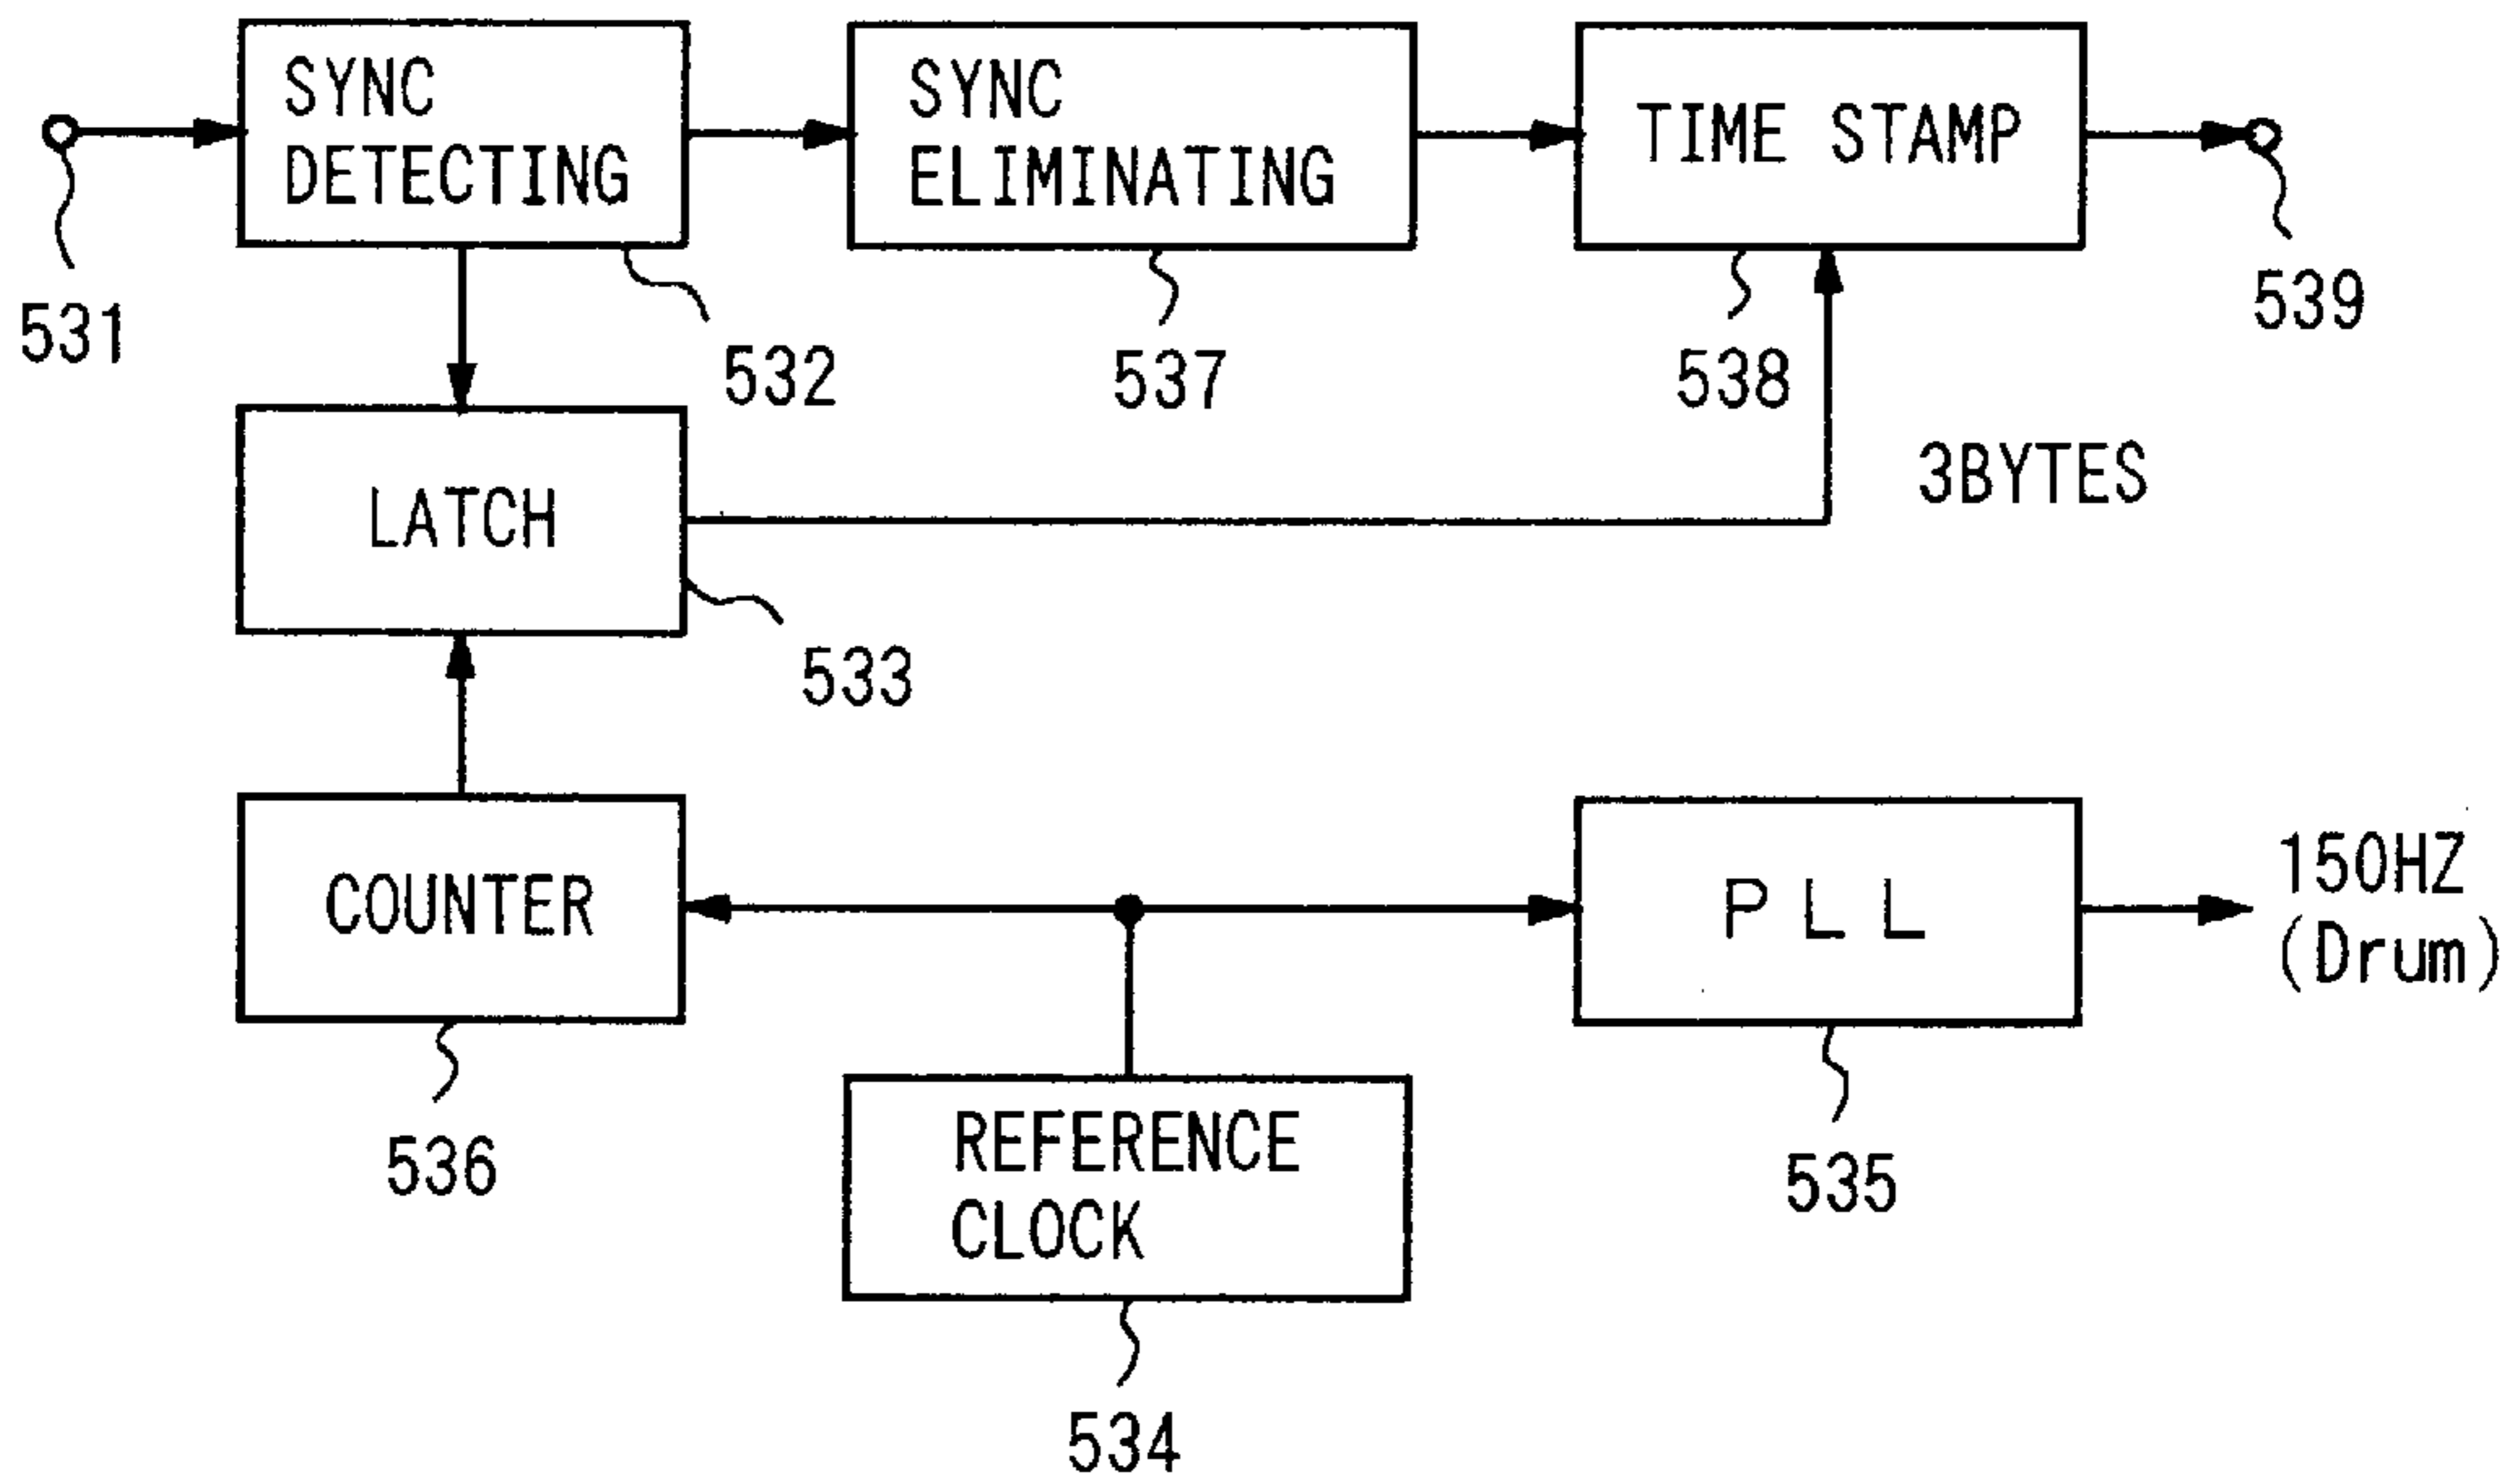 SYNC
DETECTING
SYNC
ELIMINATING
TIME STAMP
531
532
537
538
539
LATCH
3BYTES
533
COUNTER
PLL
150HZ
(Drum)
536
REFERENCE
CLOCK
535
534